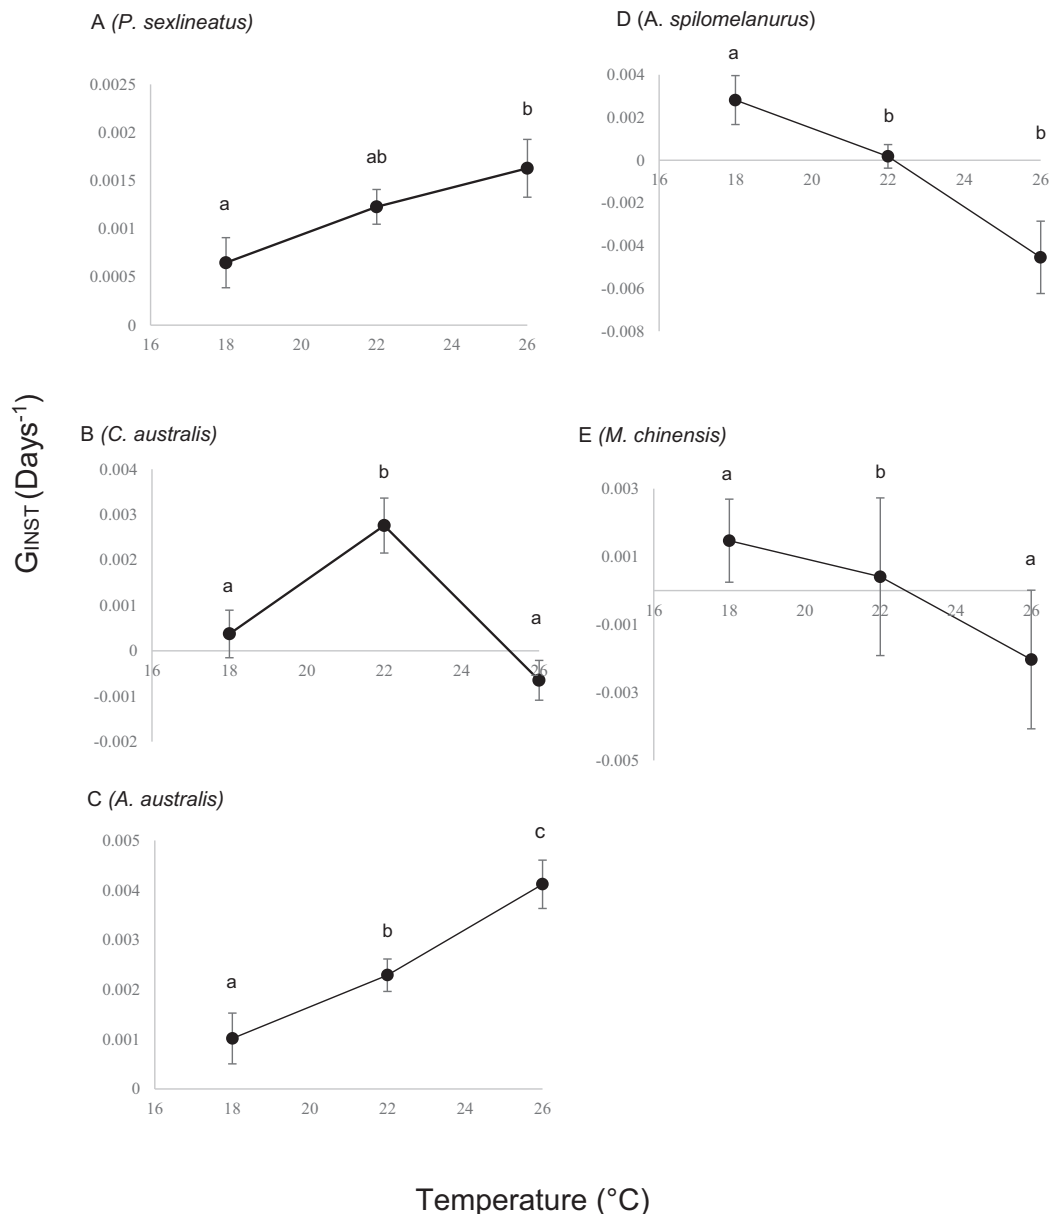 A (P. sexlineatus)
0.0025
0.002
0.0015
0.001
0.0005
0
a
ab
b
16 18 20 22 24 26
D (A. spilomelanurus)
0.004
0.002
0
-0.002
-0.004
-0.006
-0.008
a
b
b
16 18 20 22 24 26
GINST (Days-1)
B (C. australis)
0.004
0.003
0.002
0.001
0
-0.001
-0.002
a
b
a
16 18 20 22 24 26
E (M. chinensis)
0.003
0.001
-0.001
-0.003
-0.005
a
b
a
16 18 20 22 24 26
C (A. australis)
0.005
0.004
0.003
0.002
0.001
0
a
b
c
16 18 20 22 24 26
Temperature (°C)